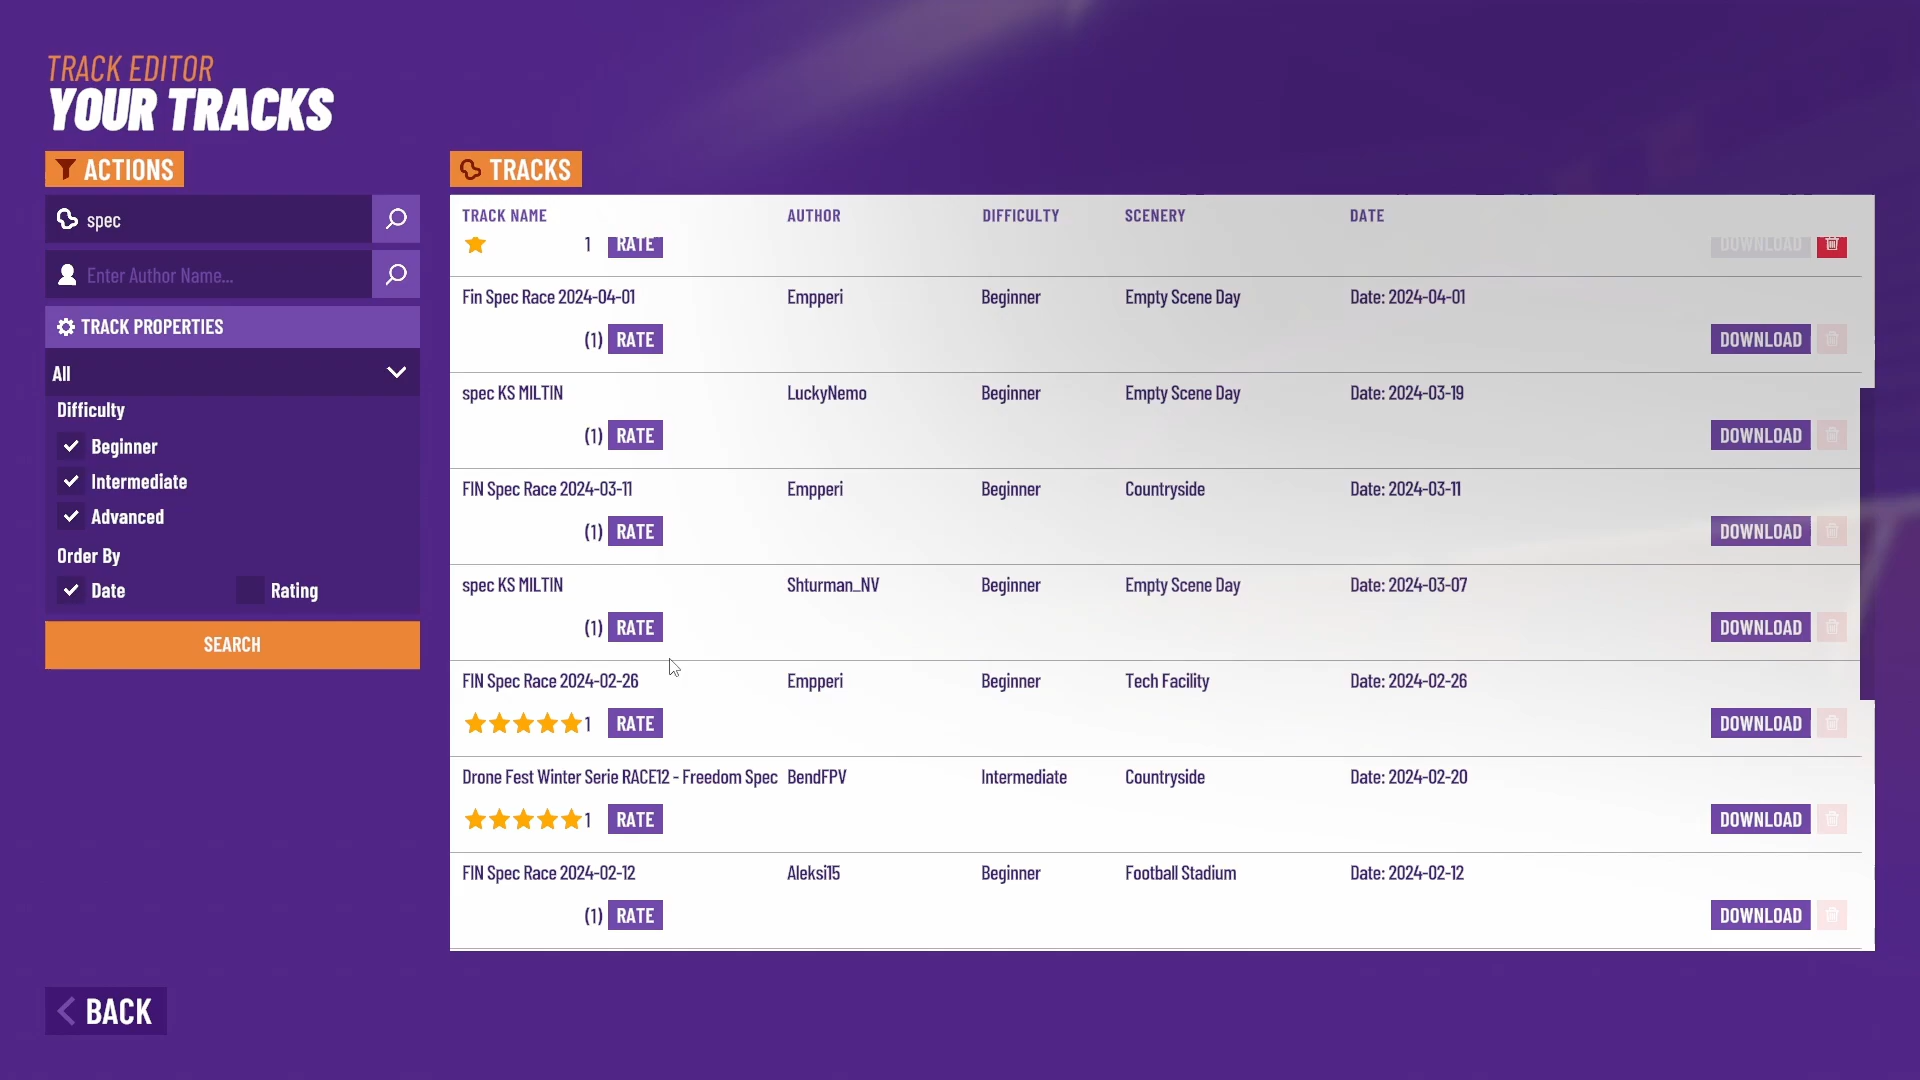 TRACK EDITOR
YOUR TRACKS
ACTIONS
spec
Enter Author Name...
TRACK PROPERTIES
All
Difficulty
Beginner
Intermediate
Advanced
Order By
Date Rating
SEARCH
TRACKS
TRACK NAME AUTHOR DIFFICULTY SCENERY DATE
1 RATE DOWNLOAD
Fin Spec Race 2024-04-01 Empperi Beginner Empty Scene Day Date: 2024-04-01
(1) RATE DOWNLOAD
spec KS MILTIN LuckyNemo Beginner Empty Scene Day Date: 2024-03-19
(1) RATE DOWNLOAD
FIN Spec Race 2024-03-11 Empperi Beginner Countryside Date: 2024-03-11
(1) RATE DOWNLOAD
spec KS MILTIN Shturman_NV Beginner Empty Scene Day Date: 2024-03-07
(1) RATE DOWNLOAD
FIN Spec Race 2024-02-26 Empperi Beginner Tech Facility Date: 2024-02-26
1 RATE DOWNLOAD
Drone Fest Winter Serie RACE12 - Freedom Spec BendFPV Intermediate Countryside Date: 2024-02-20
1 RATE DOWNLOAD
FIN Spec Race 2024-02-12 Aleksi15 Beginner Football Stadium Date: 2024-02-12
(1) RATE DOWNLOAD
BACK